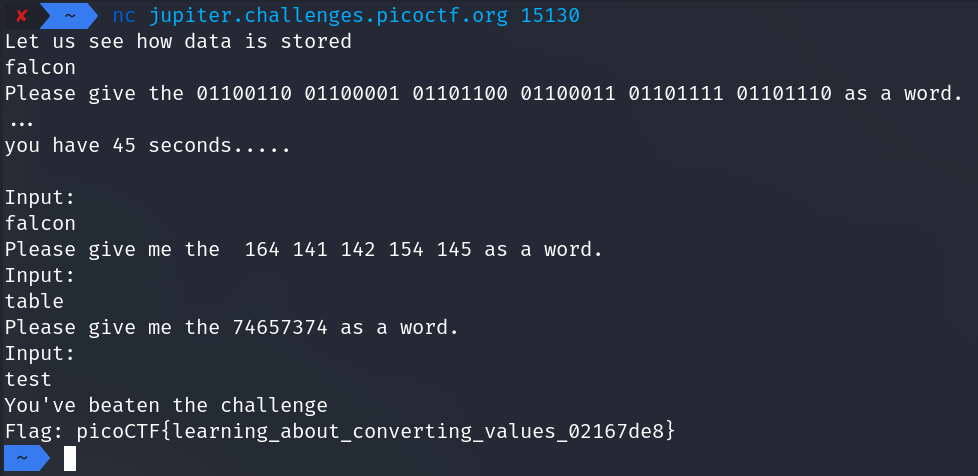 ✘ ~ nc jupiter.challenges.picoctf.org 15130
Let us see how data is stored
falcon
Please give the 01100110 01100001 01101100 01100011 01101111 01101110 as a word.
...
you have 45 seconds.....
Input:
falcon
Please give me the  164 141 142 154 145 as a word.
Input:
table
Please give me the 74657374 as a word.
Input:
test
You've beaten the challenge
Flag: picoCTF{learning_about_converting_values_02167de8}
~